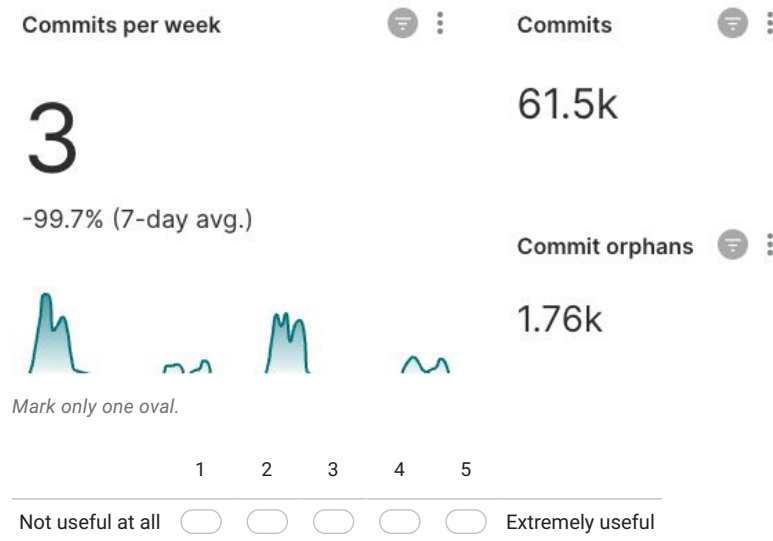 Commits per week
3
-99.7% (7-day avg.)
Commits
61.5k
Commit orphans
1.76k
Mark only one oval.
1 2 3 4 5
Not useful at all Extremely useful